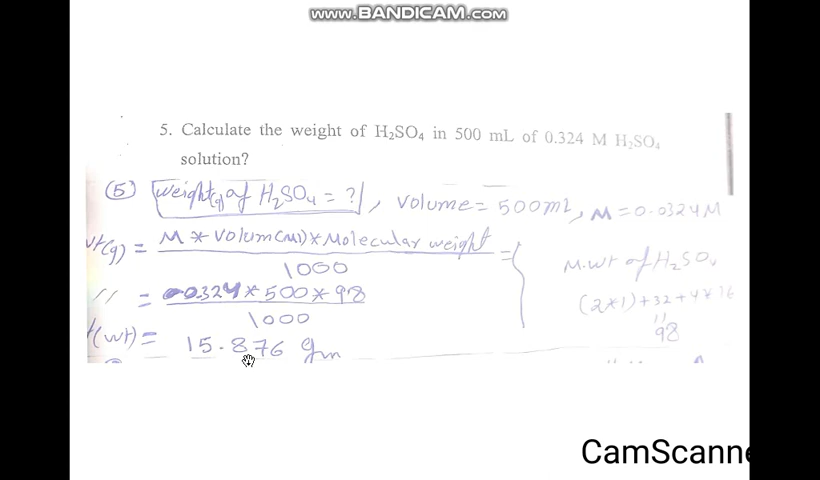 www.BANDICAM.com
5. Calculate the weight of H₂SO₄ in 500 mL of 0.324 M H₂SO₄
solution?
(5) weight(g) of H₂SO₄ = ? , volume = 500ml, M = 0.0324M
wt(g) = M * Volum(ml) * Molecular weight =
1000
M.wt of H₂SO₄
// = 0.324 * 500 * 98
1000
(2*1)+32+4*16
//
98
(wt) = 15.876 gm
CamScanne